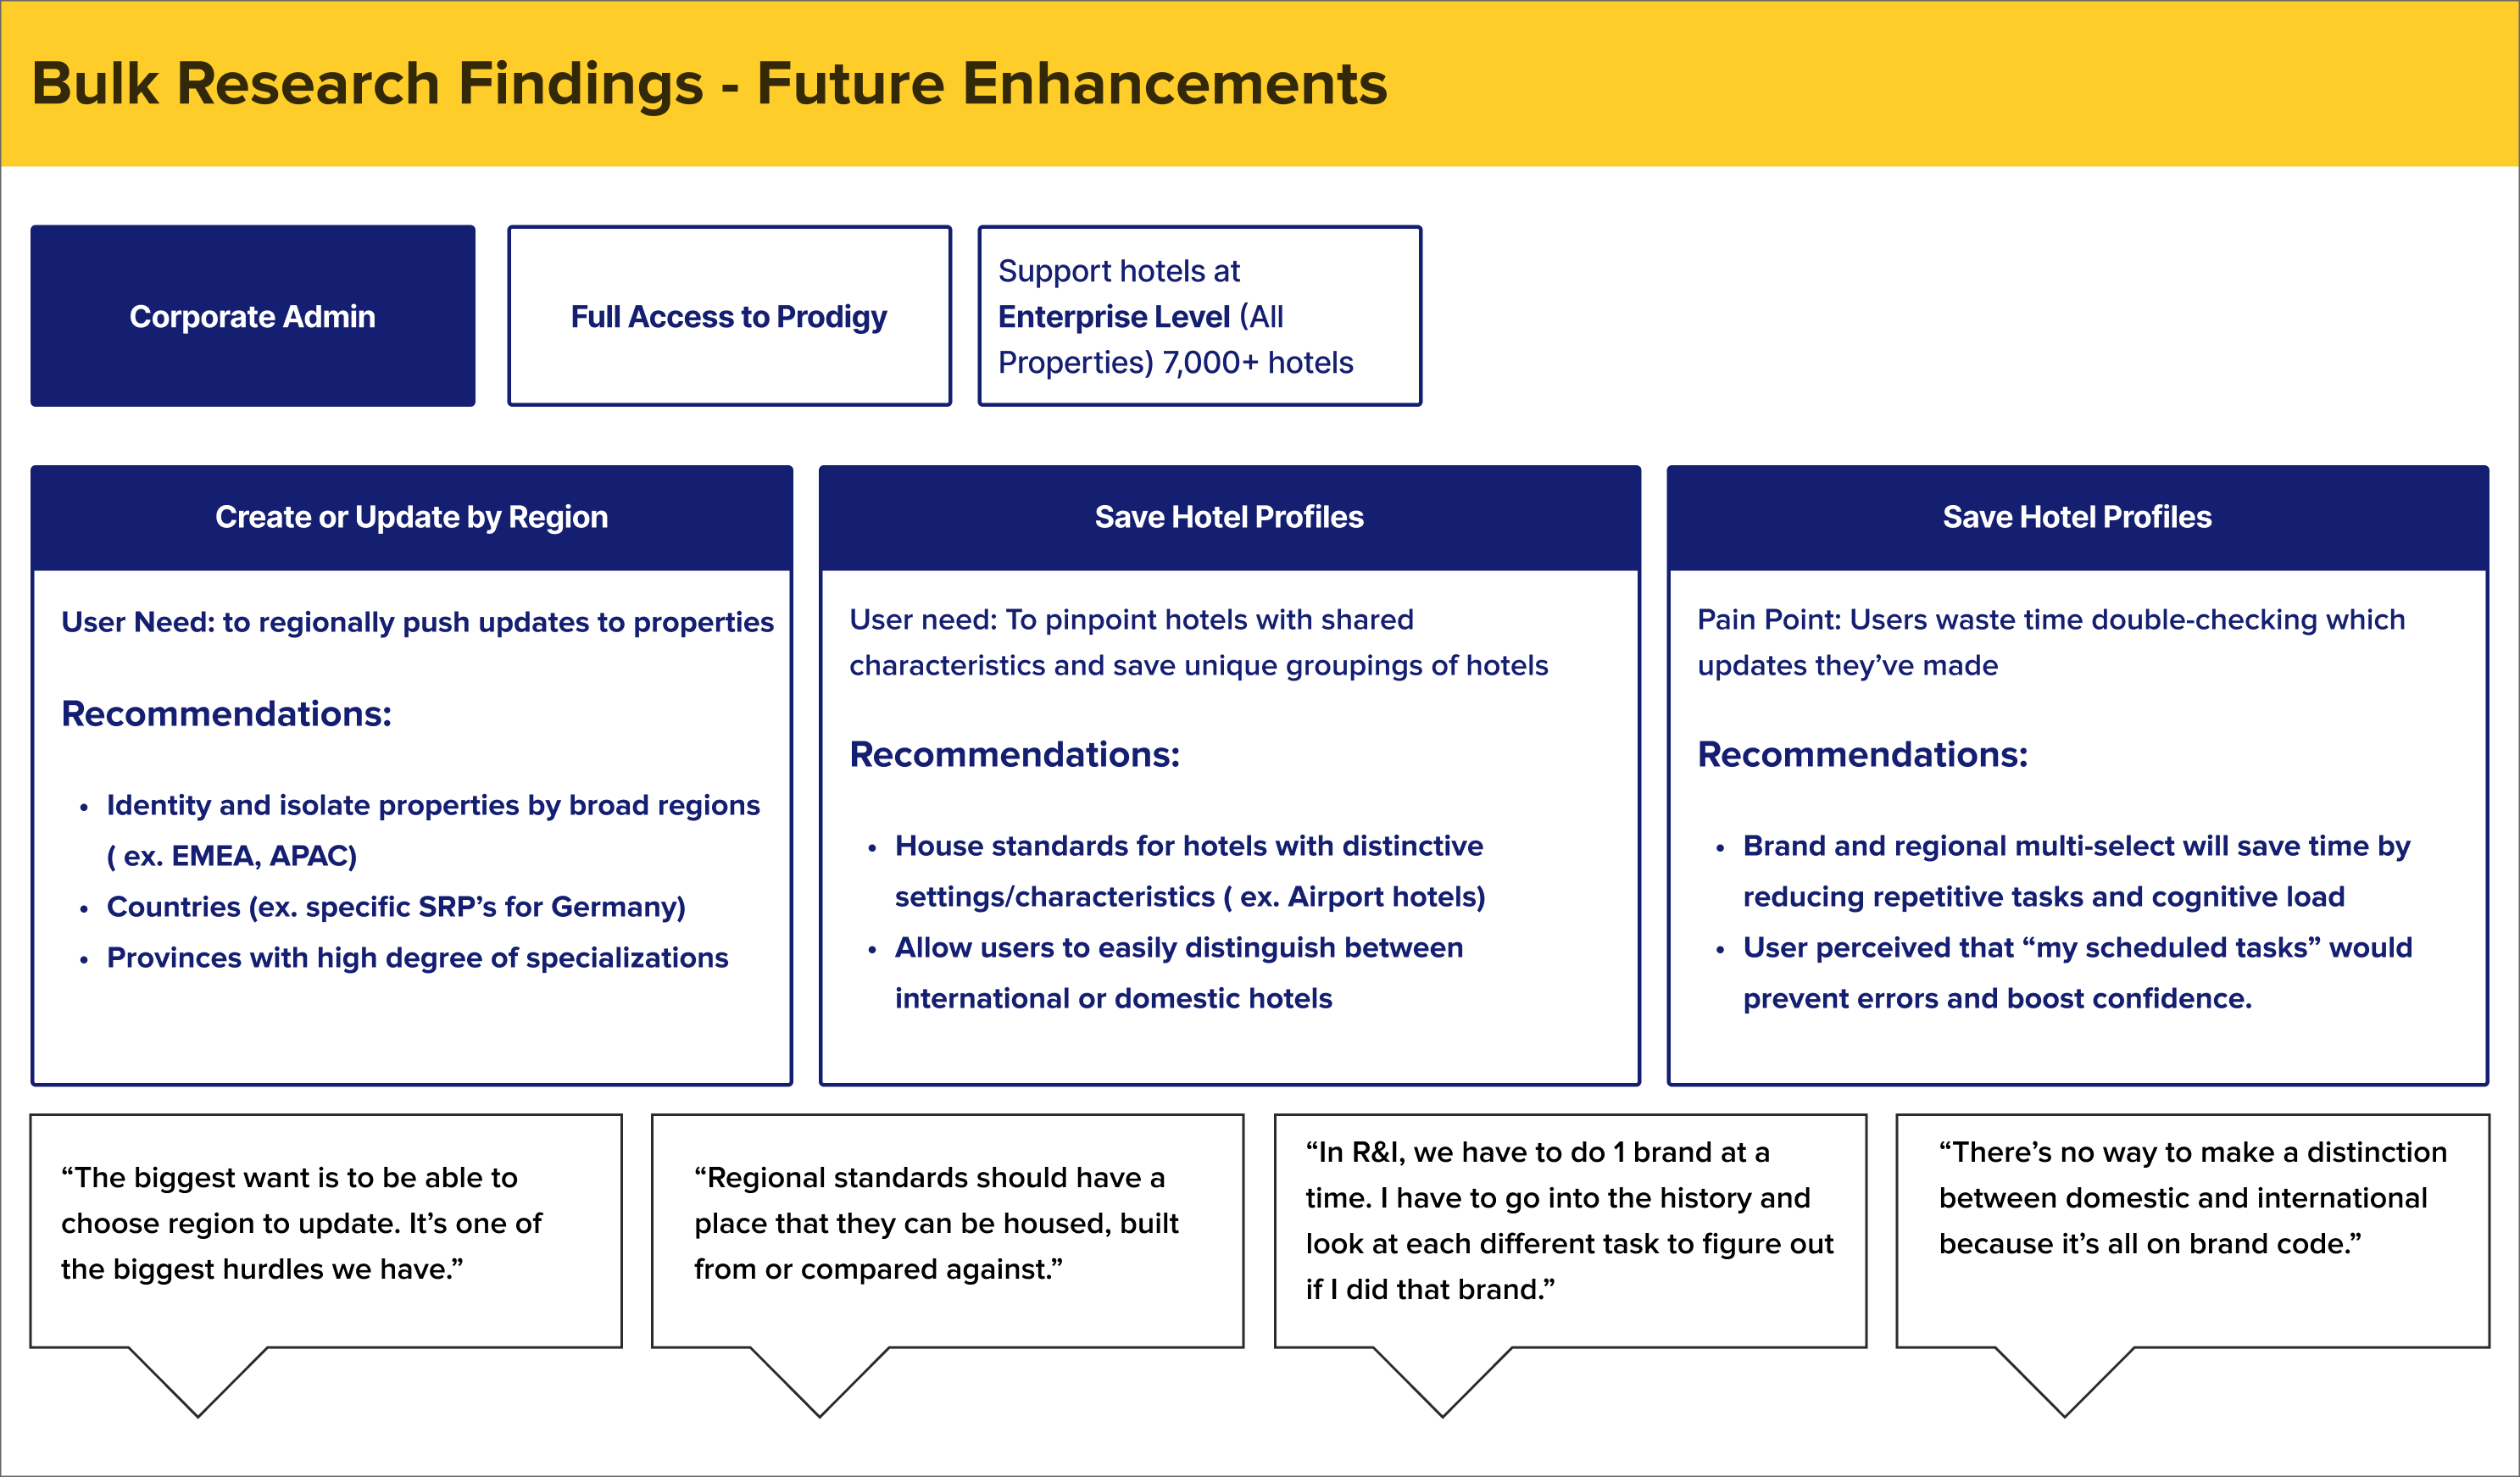 Bulk Research Findings - Future Enhancements
Corporate Admin
Full Access to Prodigy
Support hotels at
Enterprise Level (All
Properties) 7,000+ hotels
Create or Update by Region
User Need: to regionally push updates to properties
Recommendations:
• Identity and isolate properties by broad regions
( ex. EMEA, APAC)
• Countries (ex. specific SRP’s for Germany)
• Provinces with high degree of specializations
Save Hotel Profiles
User need: To pinpoint hotels with shared
characteristics and save unique groupings of hotels
Recommendations:
• House standards for hotels with distinctive
settings/characteristics ( ex. Airport hotels)
• Allow users to easily distinguish between
international or domestic hotels
Save Hotel Profiles
Pain Point: Users waste time double-checking which
updates they’ve made
Recommendations:
• Brand and regional multi-select will save time by
reducing repetitive tasks and cognitive load
• User perceived that “my scheduled tasks” would
prevent errors and boost confidence.
“The biggest want is to be able to
choose region to update. It’s one of
the biggest hurdles we have.”
“Regional standards should have a
place that they can be housed, built
from or compared against.”
“In R&I, we have to do 1 brand at a
time. I have to go into the history and
look at each different task to figure out
if I did that brand.”
“There’s no way to make a distinction
between domestic and international
because it’s all on brand code.”